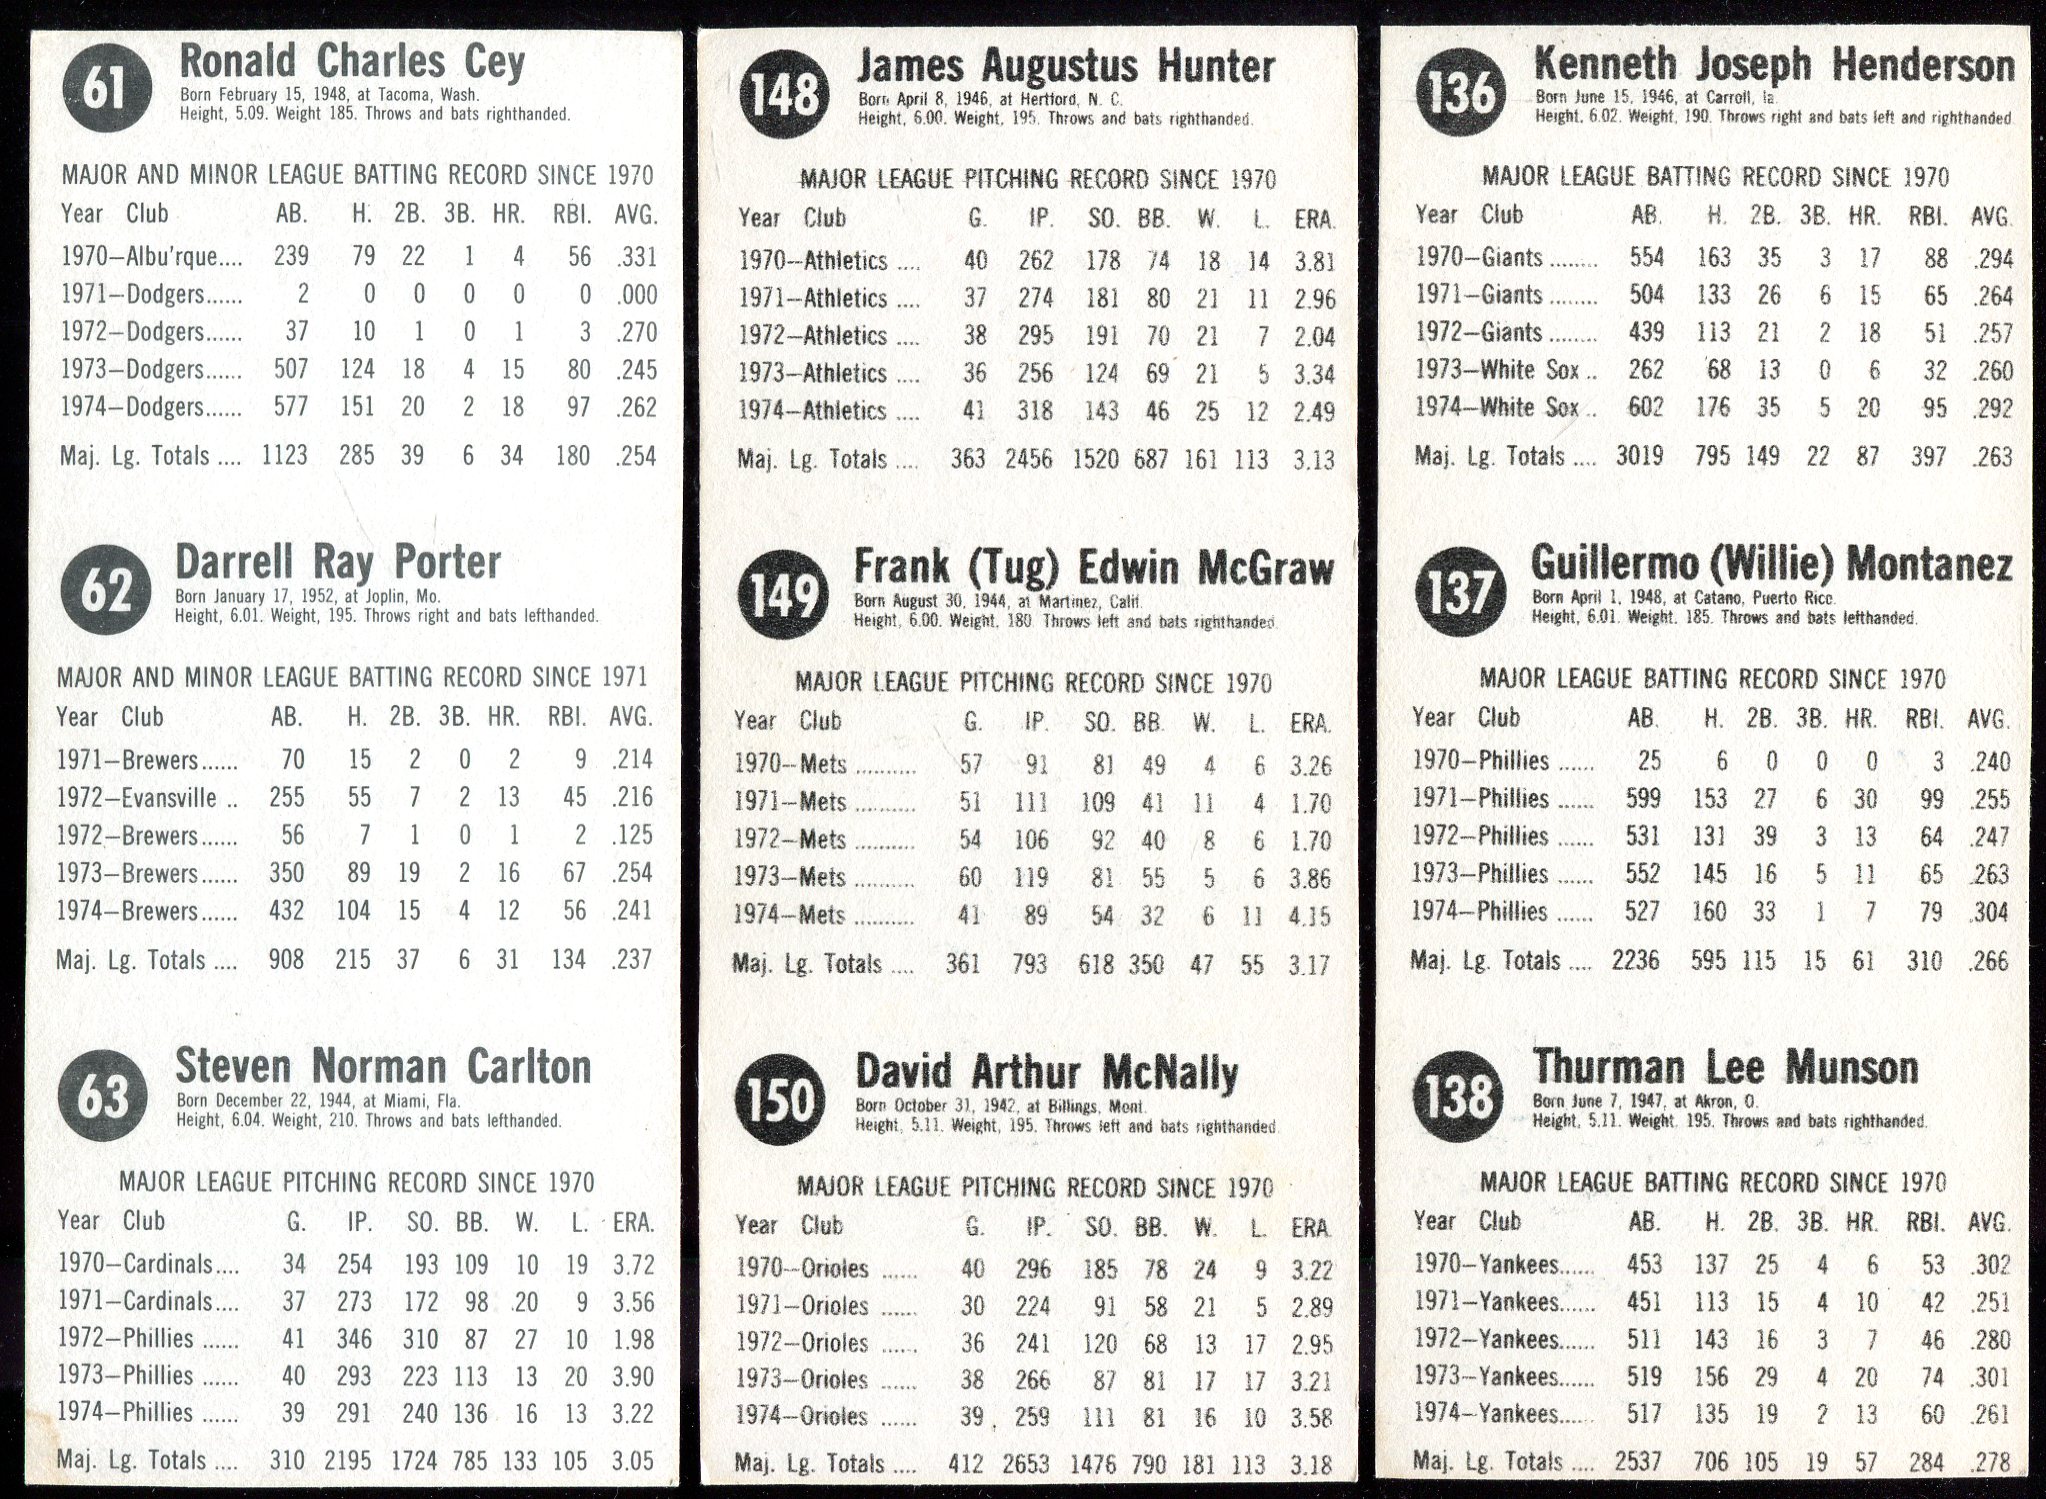 61
Ronald Charles Cey
Born February 15, 1948, at Tacoma, Wash.
Height, 5.09. Weight 185. Throws and bats righthanded.
MAJOR AND MINOR LEAGUE BATTING RECORD SINCE 1970
Year Club AB. H. 2B. 3B. HR. RBI. AVG.
1970—Albu'rque.... 239 79 22 1 4 56 .331
1971—Dodgers...... 2 0 0 0 0 0 .000
1972—Dodgers...... 37 10 1 0 1 3 .270
1973—Dodgers...... 507 124 18 4 15 80 .245
1974—Dodgers...... 577 151 20 2 18 97 .262
Maj. Lg. Totals .... 1123 285 39 6 34 180 .254
62
Darrell Ray Porter
Born January 17, 1952, at Joplin, Mo.
Height, 6.01. Weight, 195. Throws right and bats lefthanded.
MAJOR AND MINOR LEAGUE BATTING RECORD SINCE 1971
Year Club AB. H. 2B. 3B. HR. RBI. AVG.
1971—Brewers...... 70 15 2 0 2 9 .214
1972—Evansville .. 255 55 7 2 13 45 .216
1972—Brewers...... 56 7 1 0 1 2 .125
1973—Brewers...... 350 89 19 2 16 67 .254
1974—Brewers...... 432 104 15 4 12 56 .241
Maj. Lg. Totals .... 908 215 37 6 31 134 .237
63
Steven Norman Carlton
Born December 22, 1944, at Miami, Fla.
Height, 6.04. Weight, 210. Throws and bats lefthanded.
MAJOR LEAGUE PITCHING RECORD SINCE 1970
Year Club G. IP. SO. BB. W. L. ERA.
1970—Cardinals.... 34 254 193 109 10 19 3.72
1971—Cardinals.... 37 273 172 98 20 9 3.56
1972—Phillies ...... 41 346 310 87 27 10 1.98
1973—Phillies ...... 40 293 223 113 13 20 3.90
1974—Phillies ...... 39 291 240 136 16 13 3.22
Maj. Lg. Totals .... 310 2195 1724 785 133 105 3.05
148
James Augustus Hunter
Born April 8, 1946, at Hertford, N. C.
Height, 6.00. Weight, 195. Throws and bats righthanded.
MAJOR LEAGUE PITCHING RECORD SINCE 1970
Year Club G. IP. SO. BB. W. L. ERA.
1970—Athletics .... 40 262 178 74 18 14 3.81
1971—Athletics .... 37 274 181 80 21 11 2.96
1972—Athletics .... 38 295 191 70 21 7 2.04
1973—Athletics .... 36 256 124 69 21 5 3.34
1974—Athletics .... 41 318 143 46 25 12 2.49
Maj. Lg. Totals .... 363 2456 1520 687 161 113 3.13
149
Frank (Tug) Edwin McGraw
Born August 30, 1944, at Martinez, Calif.
Height, 6.00. Weight, 180. Throws left and bats righthanded.
MAJOR LEAGUE PITCHING RECORD SINCE 1970
Year Club G. IP. SO. BB. W. L. ERA.
1970—Mets .......... 57 91 81 49 4 6 3.26
1971—Mets .......... 51 111 109 41 11 4 1.70
1972—Mets .......... 54 106 92 40 8 6 1.70
1973—Mets .......... 60 119 81 55 5 6 3.86
1974—Mets .......... 41 89 54 32 6 11 4.15
Maj. Lg. Totals .... 361 793 618 350 47 55 3.17
150
David Arthur McNally
Born October 31, 1942, at Billings, Mont.
Height, 5.11. Weight, 195. Throws left and bats righthanded.
MAJOR LEAGUE PITCHING RECORD SINCE 1970
Year Club G. IP. SO. BB. W. L. ERA.
1970—Orioles ...... 40 296 185 78 24 9 3.22
1971—Orioles ...... 30 224 91 58 21 5 2.89
1972—Orioles ...... 36 241 120 68 13 17 2.95
1973—Orioles ...... 38 266 87 81 17 17 3.21
1974—Orioles ...... 39 259 111 81 16 10 3.58
Maj. Lg. Totals .... 412 2653 1476 790 181 113 3.18
136
Kenneth Joseph Henderson
Born June 15, 1946, at Carroll, Ia.
Height, 6.02. Weight, 190. Throws right and bats left and righthanded.
MAJOR LEAGUE BATTING RECORD SINCE 1970
Year Club AB. H. 2B. 3B. HR. RBI. AVG.
1970—Giants ........ 554 163 35 3 17 88 .294
1971—Giants ........ 504 133 26 6 15 65 .264
1972—Giants ........ 439 113 21 2 18 51 .257
1973—White Sox .. 262 68 13 0 6 32 .260
1974—White Sox .. 602 176 35 5 20 95 .292
Maj. Lg. Totals .... 3019 795 149 22 87 397 .263
137
Guillermo (Willie) Montanez
Born April 1, 1948, at Catano, Puerto Rico.
Height, 6.01. Weight, 185. Throws and bats lefthanded.
MAJOR LEAGUE BATTING RECORD SINCE 1970
Year Club AB. H. 2B. 3B. HR. RBI. AVG.
1970—Phillies ...... 25 6 0 0 0 3 .240
1971—Phillies ...... 599 153 27 6 30 99 .255
1972—Phillies ...... 531 131 39 3 13 64 .247
1973—Phillies ...... 552 145 16 5 11 65 .263
1974—Phillies ...... 527 160 33 1 7 79 .304
Maj. Lg. Totals .... 2236 595 115 15 61 310 .266
138
Thurman Lee Munson
Born June 7, 1947, at Akron, O.
Height, 5.11. Weight, 195. Throws and bats righthanded.
MAJOR LEAGUE BATTING RECORD SINCE 1970
Year Club AB. H. 2B. 3B. HR. RBI. AVG.
1970—Yankees...... 453 137 25 4 6 53 .302
1971—Yankees...... 451 113 15 4 10 42 .251
1972—Yankees...... 511 143 16 3 7 46 .280
1973—Yankees...... 519 156 29 4 20 74 .301
1974—Yankees...... 517 135 19 2 13 60 .261
Maj. Lg. Totals .... 2537 706 105 19 57 284 .278